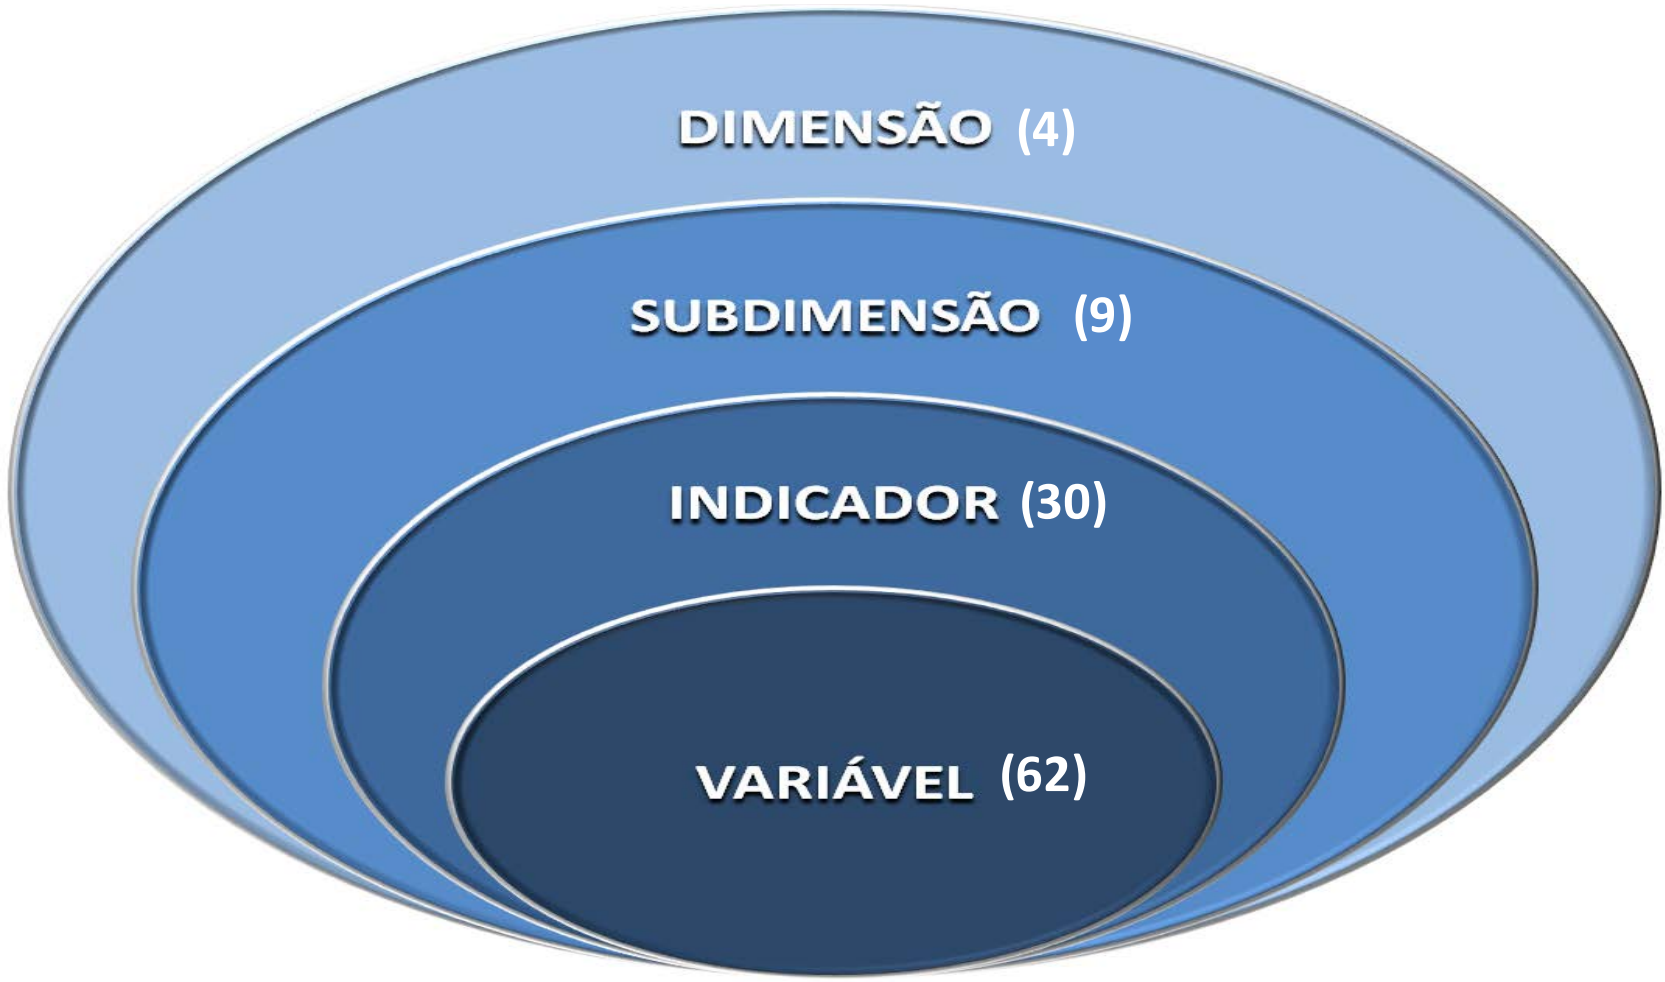 DIMENSÃO (4)
SUBDIMENSÃO (9)
INDICADOR (30)
VARIÁVEL (62)